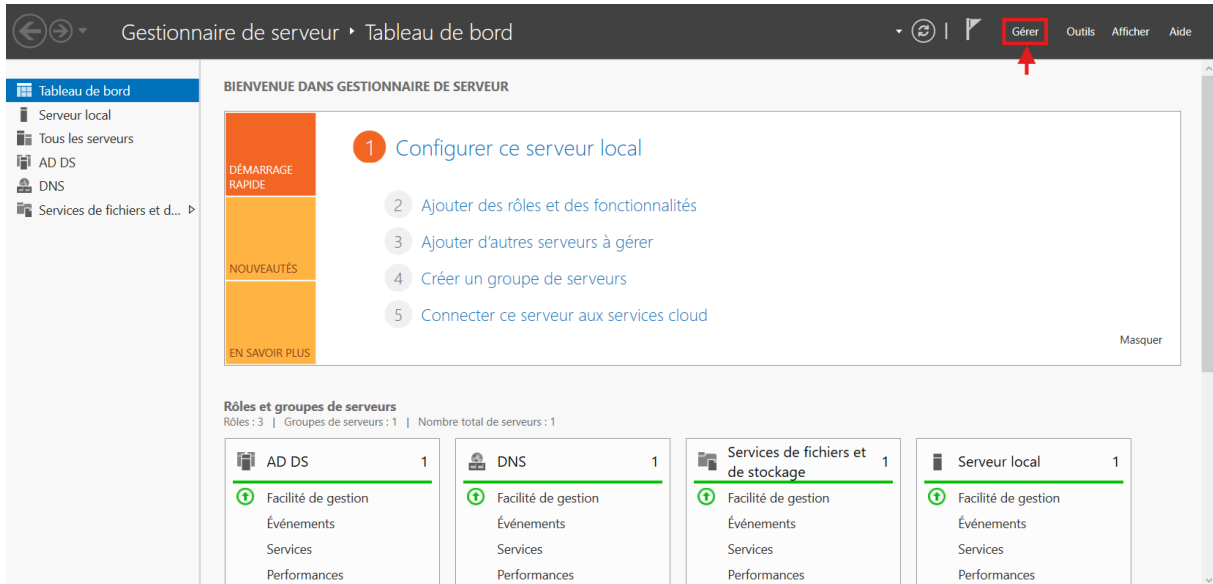 Gestionnaire de serveur ‣ Tableau de bord
Gérer Outils Afficher Aide
Tableau de bord
Serveur local
Tous les serveurs
AD DS
DNS
Services de fichiers et d...
BIENVENUE DANS GESTIONNAIRE DE SERVEUR
DÉMARRAGE
RAPIDE
NOUVEAUTÉS
EN SAVOIR PLUS
1 Configurer ce serveur local
2 Ajouter des rôles et des fonctionnalités
3 Ajouter d'autres serveurs à gérer
4 Créer un groupe de serveurs
5 Connecter ce serveur aux services cloud
Masquer
Rôles et groupes de serveurs
Rôles : 3 | Groupes de serveurs : 1 | Nombre total de serveurs : 1
AD DS 1
Facilité de gestion
Événements
Services
Performances
DNS 1
Facilité de gestion
Événements
Services
Performances
Services de fichiers et
de stockage 1
Facilité de gestion
Événements
Services
Performances
Serveur local 1
Facilité de gestion
Événements
Services
Performances